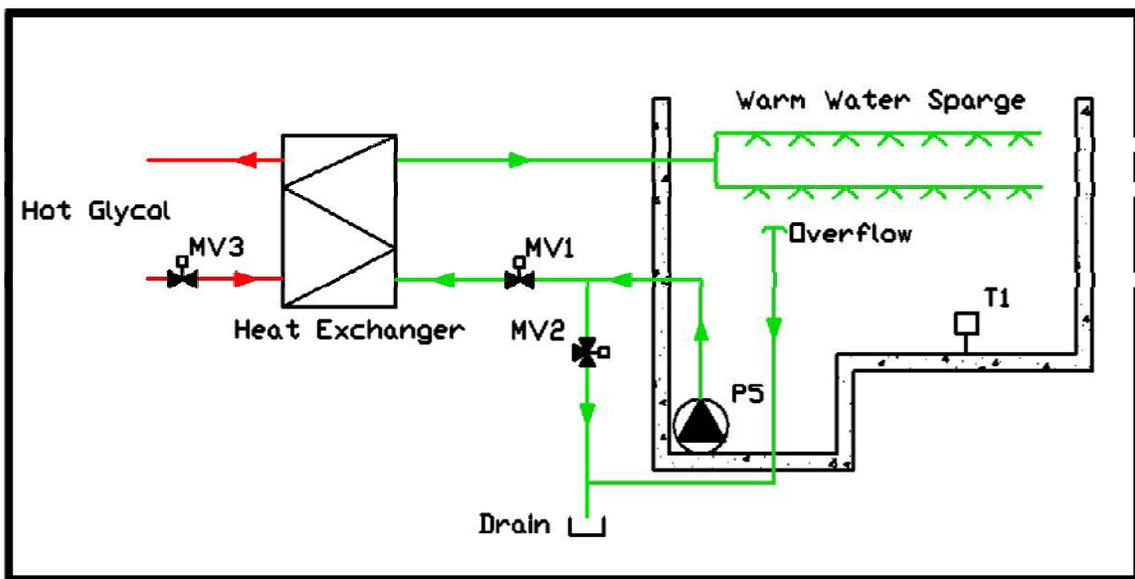 Warm Water Sparge
Hot Glycol
MV3
MV1
Overflow
Heat Exchanger
MV2
T1
P5
Drain